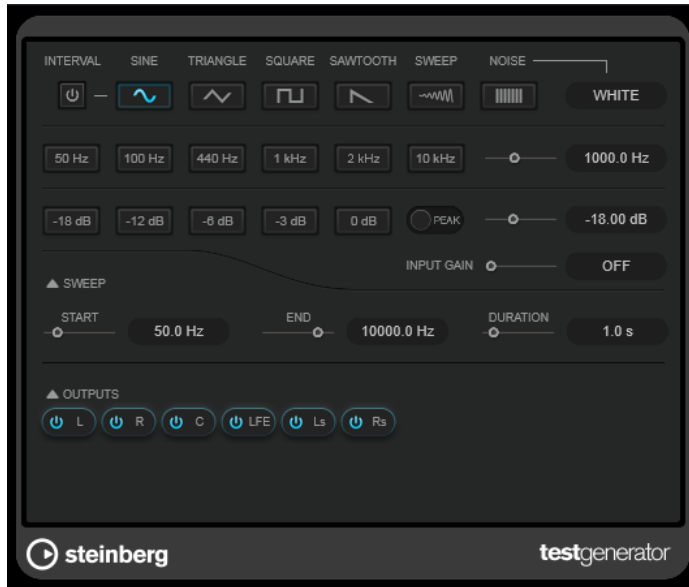 INTERVAL SINE TRIANGLE SQUARE SAWTOOTH SWEEP NOISE
WHITE
50 Hz 100 Hz 440 Hz 1 kHz 2 kHz 10 kHz 1000.0 Hz
-18 dB -12 dB -6 dB -3 dB 0 dB PEAK -18.00 dB
INPUT GAIN OFF
SWEEP
START END DURATION
50.0 Hz 10000.0 Hz 1.0 s
OUTPUTS
L R C LFE Ls Rs
steinberg testgenerator